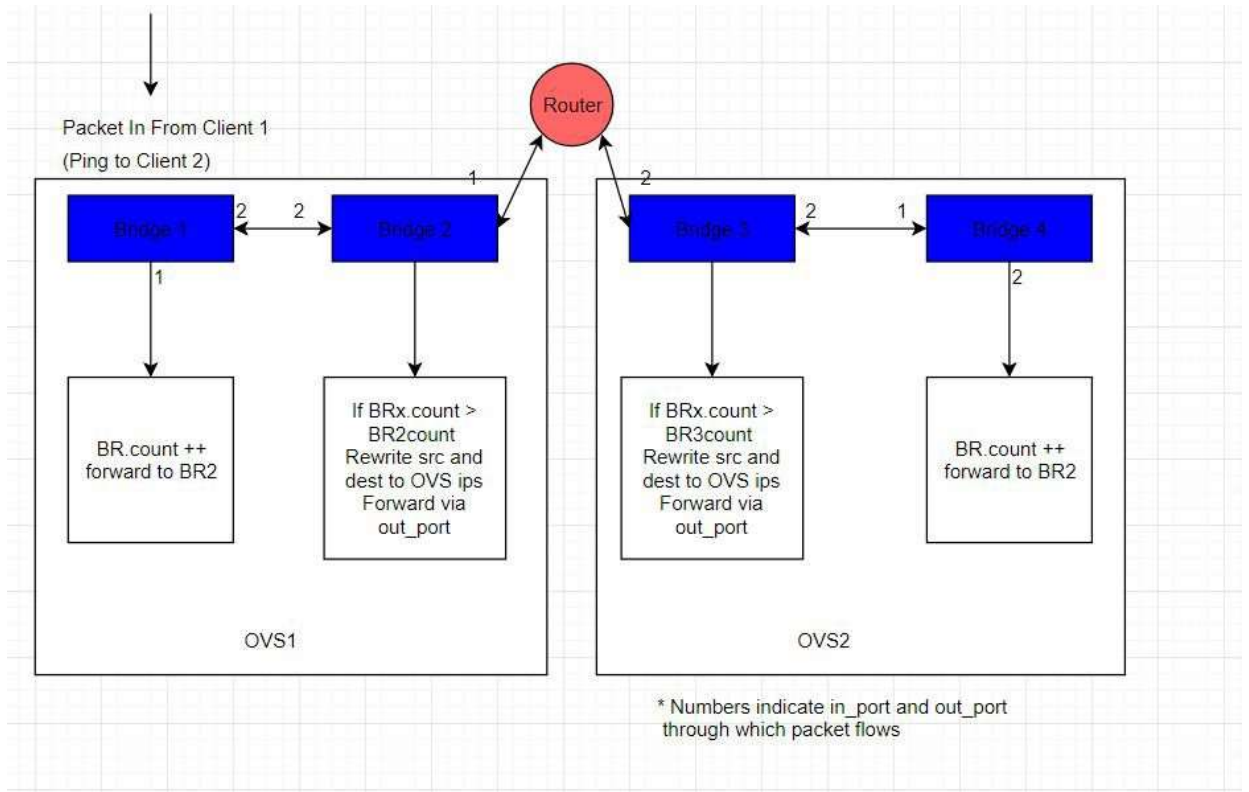 Router
Packet In From Client 1
(Ping to Client 2)
1
2
Bridge 1
2
2
Bridge 2
Bridge 3
2
1
Bridge 4
1
2
BR.count ++
forward to BR2
If BRx.count >
BR2count
Rewrite src and
dest to OVS ips
Forward via
out_port
If BRx.count >
BR3count
Rewrite src and
dest to OVS ips
Forward via
out_port
BR.count ++
forward to BR2
OVS1
OVS2
* Numbers indicate in_port and out_port
through which packet flows